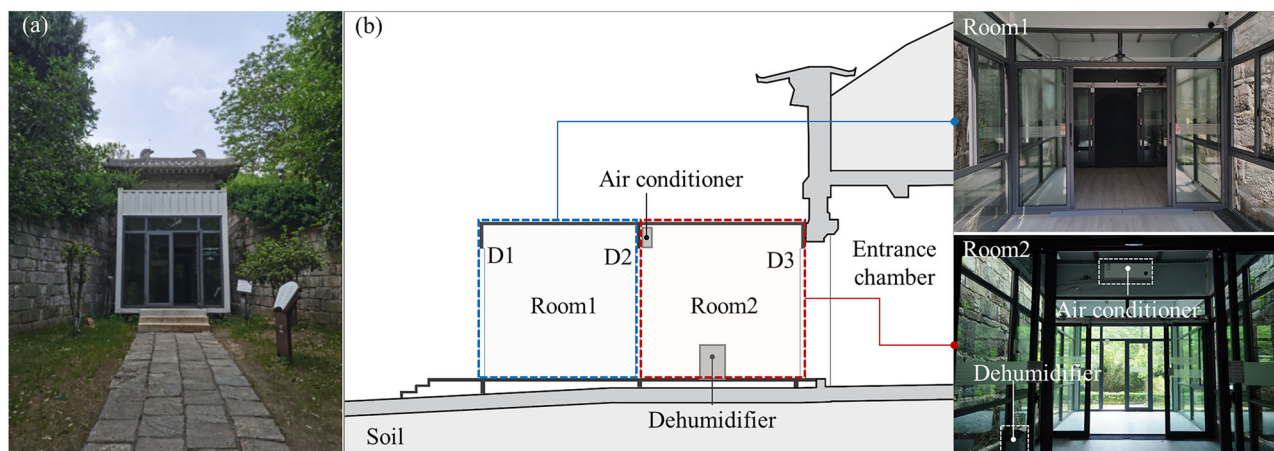 (a)
(b)
Room1
Air conditioner
D1
D2
D3
Entrance
chamber
Room1
Room2
Dehumidifier
Soil
Room2
Air conditioner
Dehumidifier